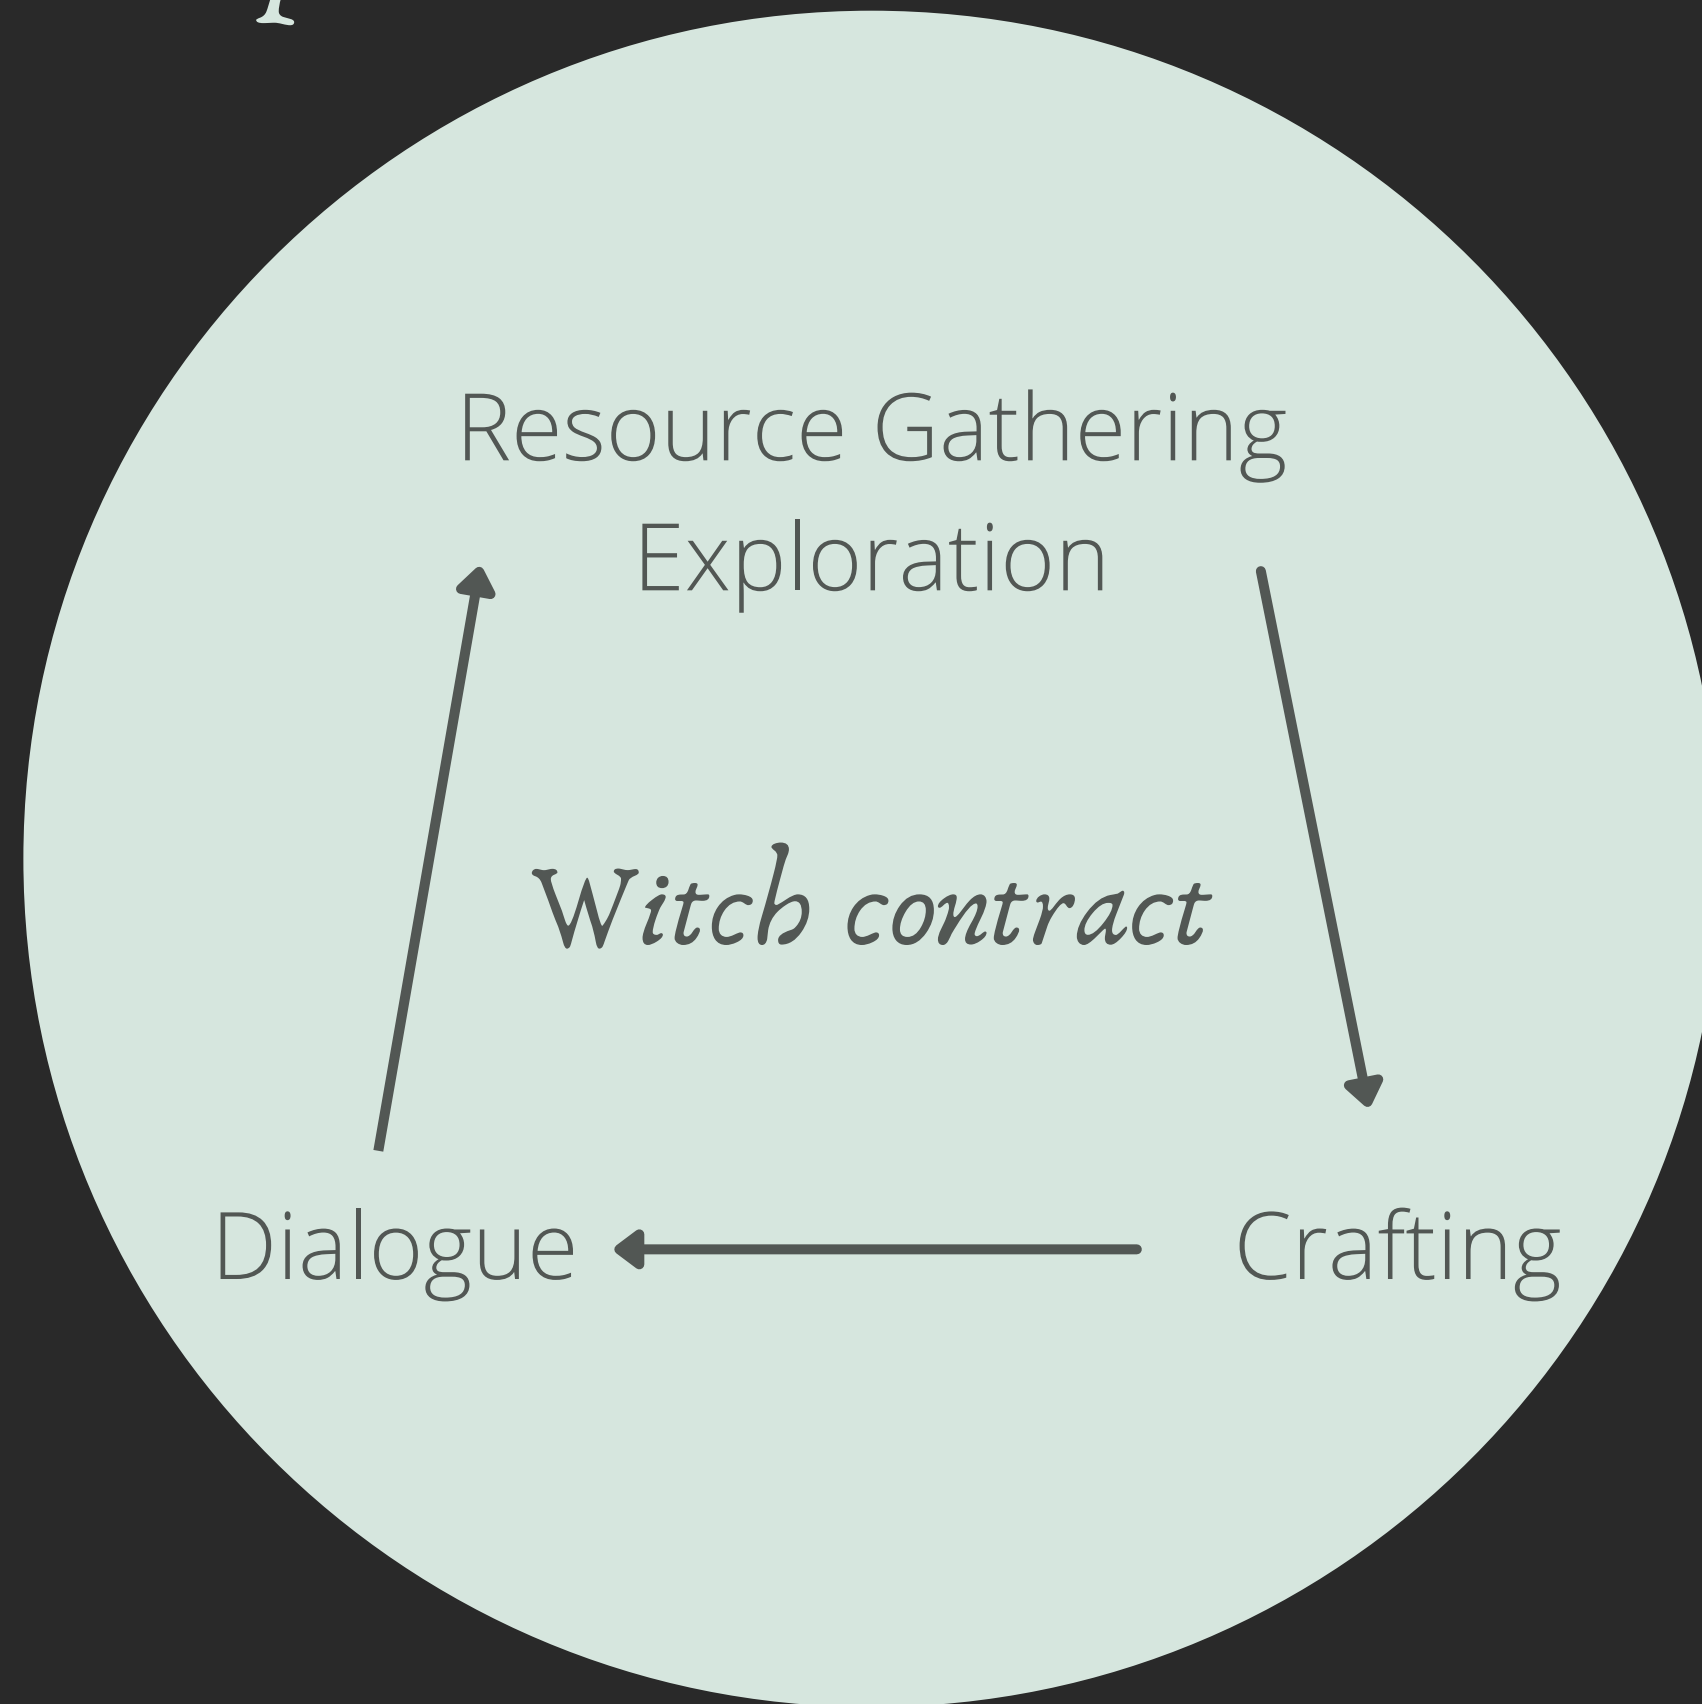 Resource Gathering
Exploration
Witch contract
Dialogue
Crafting